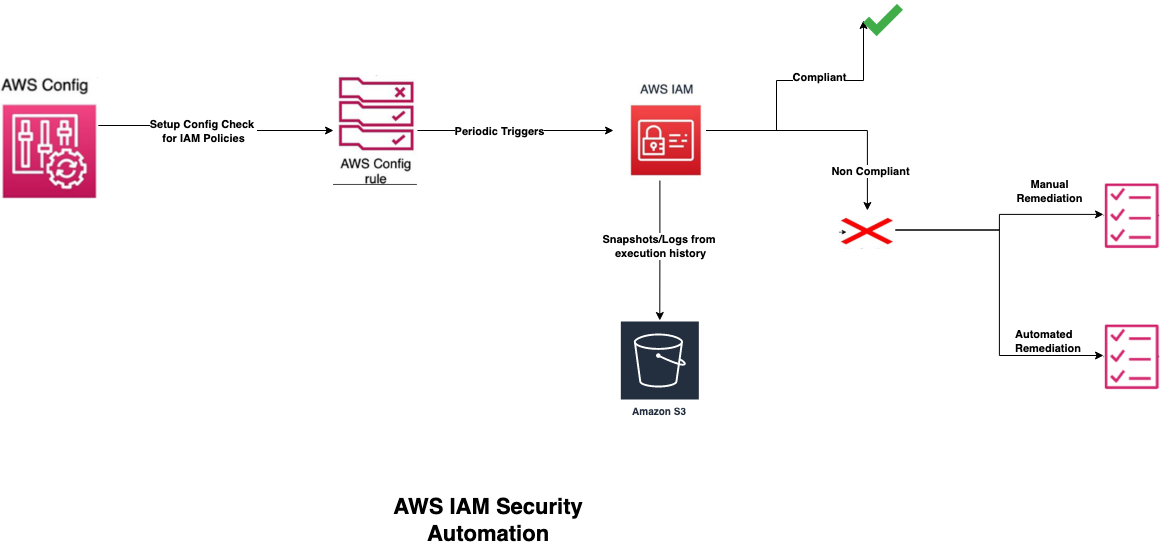 AWS Config
Setup Config Check
for IAM Policies
AWS Config
rule
Periodic Triggers
AWS IAM
Compliant
Non Compliant
Manual
Remediation
Snapshots/Logs from
execution history
Automated
Remediation
Amazon S3
AWS IAM Security
Automation